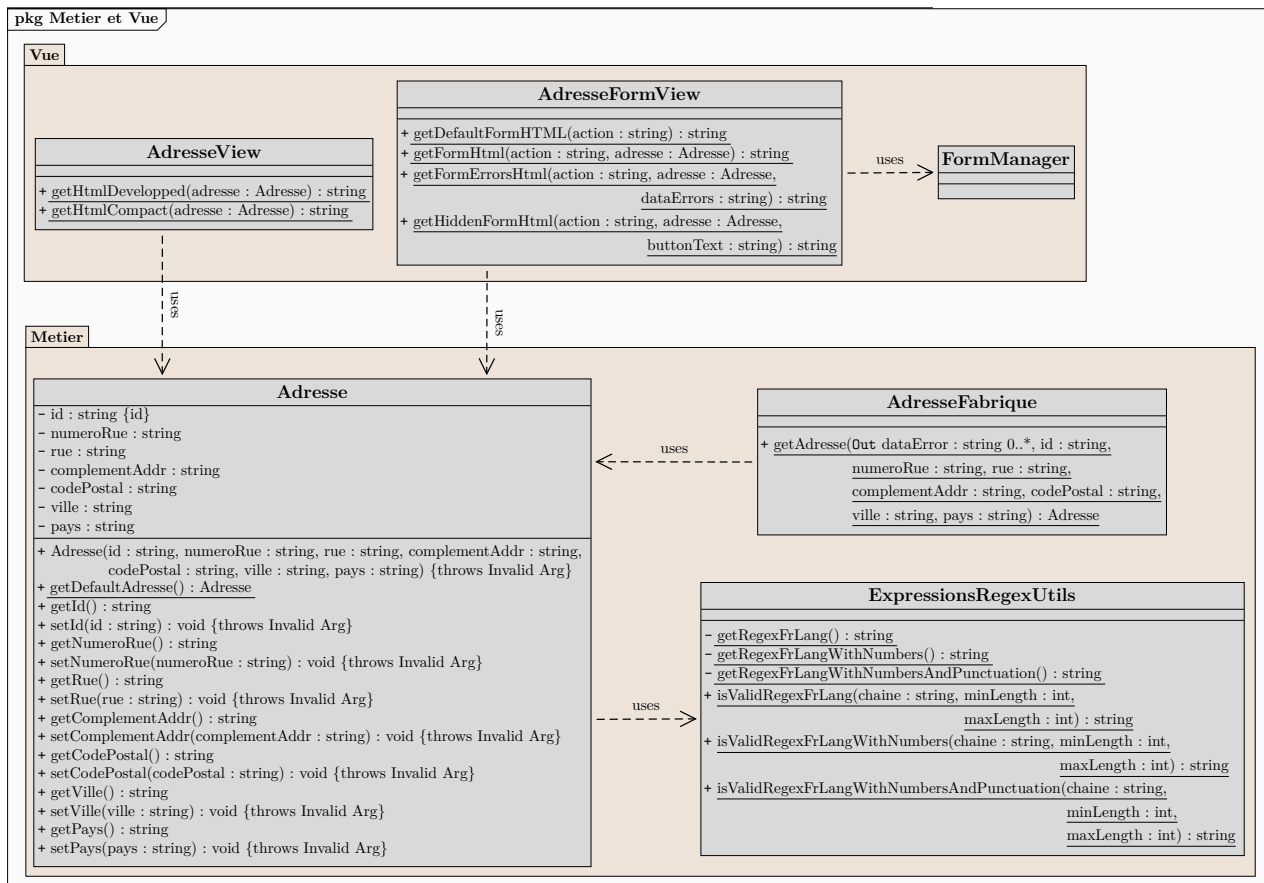 pkg Metier et Vue
Vue
AdresseView
+ getHtmlDevelopped(adresse : Adresse) : string
+ getHtmlCompact(adresse : Adresse) : string
AdresseFormView
+ getDefaultFormHTML(action : string) : string
+ getFormHtml(action : string, adresse : Adresse) : string
+ getFormErrorsHtml(action : string, adresse : Adresse,
dataErrors : string) : string
+ getHiddenFormHtml(action : string, adresse : Adresse,
buttonText : string) : string
uses
FormManager
uses
uses
Metier
Adresse
- id : string {id}
- numeroRue : string
- rue : string
- complementAddr : string
- codePostal : string
- ville : string
- pays : string
+ Adresse(id : string, numeroRue : string, rue : string, complementAddr : string,
codePostal : string, ville : string, pays : string) {throws Invalid Arg}
+ getDefaultAdresse() : Adresse
+ getId() : string
+ setId(id : string) : void {throws Invalid Arg}
+ getNumeroRue() : string
+ setNumeroRue(numeroRue : string) : void {throws Invalid Arg}
+ getRue() : string
+ setRue(rue : string) : void {throws Invalid Arg}
+ getComplementAddr() : string
+ setComplementAddr(complementAddr : string) : void {throws Invalid Arg}
+ getCodePostal() : string
+ setCodePostal(codePostal : string) : void {throws Invalid Arg}
+ getVille() : string
+ setVille(ville : string) : void {throws Invalid Arg}
+ getPays() : string
+ setPays(pays : string) : void {throws Invalid Arg}
uses
AdresseFabrique
+ getAdresse(Out dataError : string 0..*, id : string,
numeroRue : string, rue : string,
complementAddr : string, codePostal : string,
ville : string, pays : string) : Adresse
uses
ExpressionsRegexUtils
- getRegexFrLang() : string
- getRegexFrLangWithNumbers() : string
- getRegexFrLangWithNumbersAndPunctuation() : string
+ isValidRegexFrLang(chaine : string, minLength : int,
maxLength : int) : string
+ isValidRegexFrLangWithNumbers(chaine : string, minLength : int,
maxLength : int) : string
+ isValidRegexFrLangWithNumbersAndPunctuation(chaine : string,
minLength : int,
maxLength : int) : string